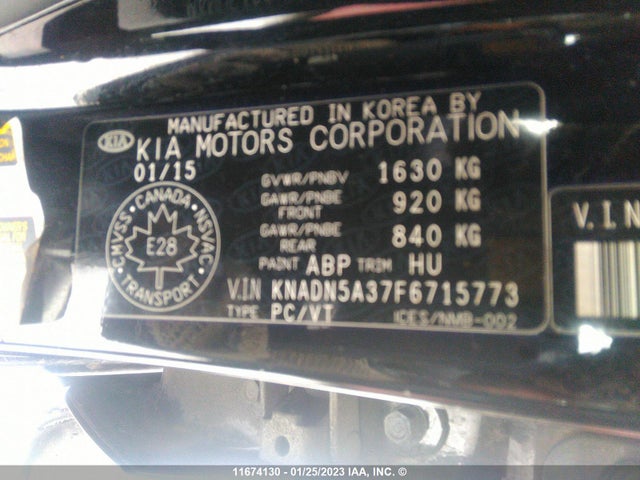 MANUFACTURED IN KOREA BY
KIA KIA MOTORS CORPORATION
01/15
GVWR/PNBV 1630 KG
GAWR/PNBE FRONT 920 KG
GAWR/PNBE REAR 840 KG
PAINT ABP TRIM HU
V.I.N KNADN5A37F6715773
TYPE PC/VT
ICES/NMB-002
CMVSS · CANADA · NSVAC · TRANSPORT
E28
V.I.N
11674130 - 01/25/2023 IAA, INC. ©